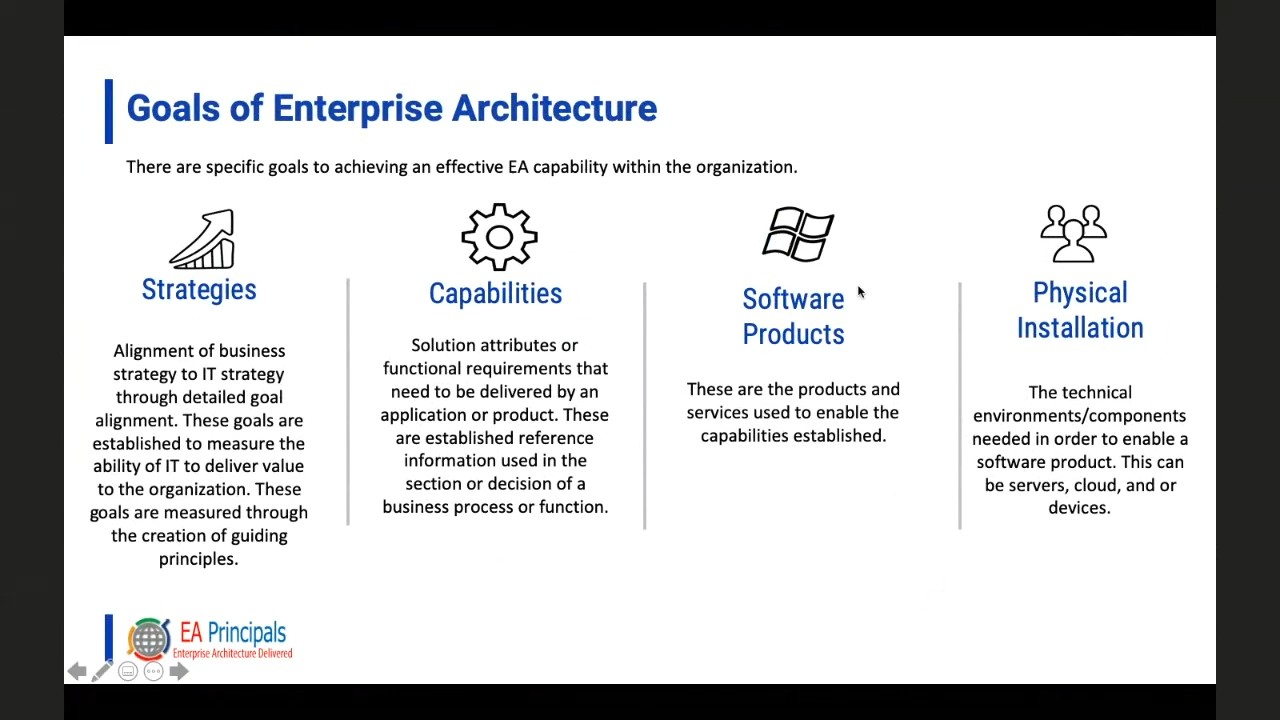 Goals of Enterprise Architecture
There are specific goals to achieving an effective EA capability within the organization.
Strategies
Alignment of business
strategy to IT strategy
through detailed goal
alignment. These goals are
established to measure the
ability of IT to deliver value
to the organization. These
goals are measured through
the creation of guiding
principles.
Capabilities
Solution attributes or
functional requirements that
need to be delivered by an
application or product. These
are established reference
information used in the
section or decision of a
business process or function.
Software
Products
These are the products and
services used to enable the
capabilities established.
Physical
Installation
The technical
environments/components
needed in order to enable a
software product. This can
be servers, cloud, and or
devices.
EA Principals
Enterprise Architecture Delivered